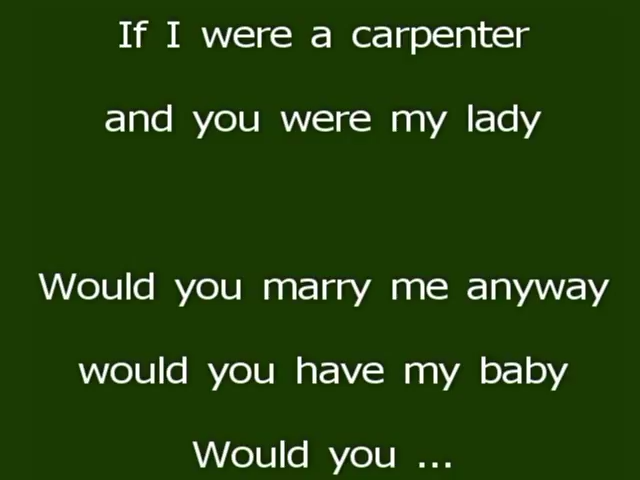 If I were a carpenter
and you were my lady
Would you marry me anyway
would you have my baby
Would you ...